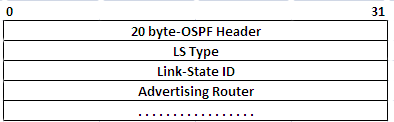 0 31
20 byte-OSPF Header
LS Type
Link-State ID
Advertising Router
. . . . . . . . . . . . . . . . .